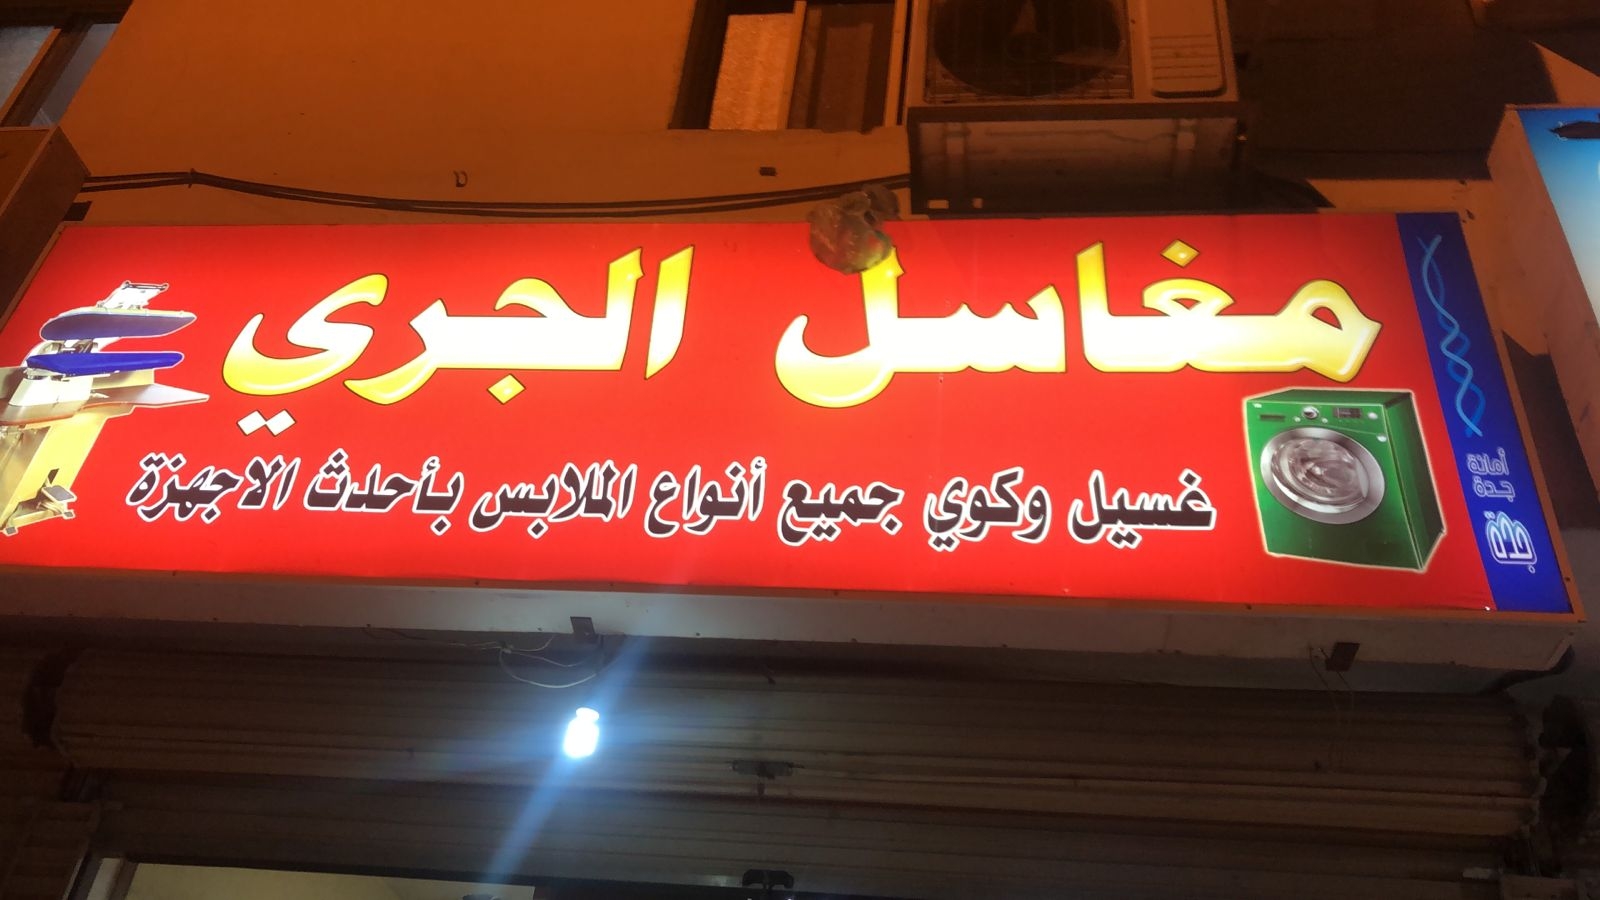 مغاسل الجري
غسيل وكوي جميع أنواع الملابس بأحدث الاجهزة
أمانة
جدة